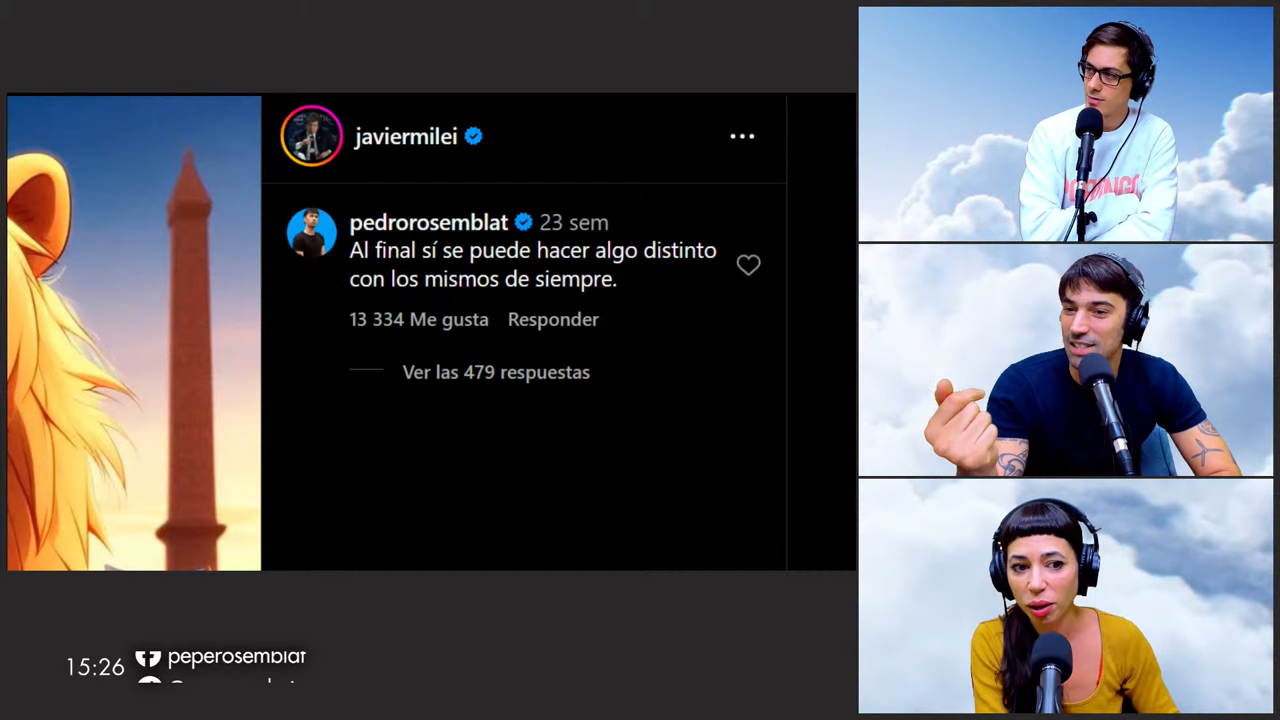 javiermilei
pedrorosemblat 23 sem
Al final sí se puede hacer algo distinto
con los mismos de siempre.
13 334 Me gusta Responder
Ver las 479 respuestas
15:26 peperosemblat